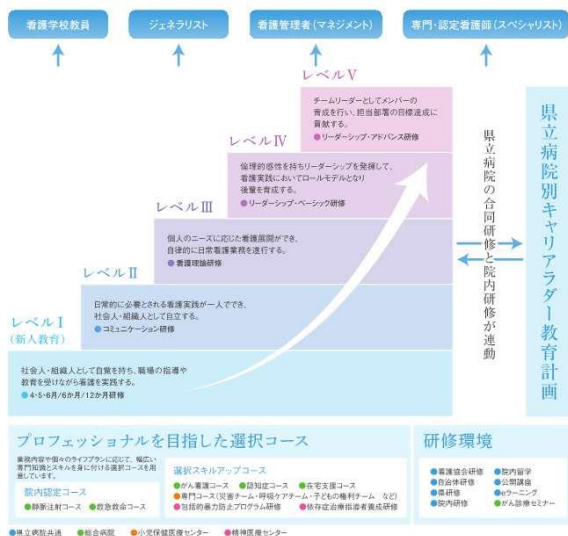 看護学校教員
ジェネラリスト
看護管理者(マネジメント)
専門・認定看護師(スペシャリスト)
レベルⅤ
チームリーダーとしてメンバーの
育成を行い、担当部署の目標達成に
貢献する。
●リーダーシップ・アドバンス研修
レベルⅣ
倫理的感性を持ちリーダーシップを発揮して、
看護実践においてロールモデルとなり
後輩を育成する。
●リーダーシップ・ベーシック研修
レベルⅢ
個人のニーズに応じた看護展開ができ、
自律的に日常看護業務を遂行する。
●看護理論研修
レベルⅡ
日常的に必要とされる看護実践が一人ででき、
社会人・組織人として自立する。
●コミュニケーション研修
レベルⅠ
(新人教育)
社会人・組織人として自覚を持ち、職場の指導や
教育を受けながら看護を実践する。
●4・5・6月/6か月/12か月研修
県立病院の合同研修と院内研修が連動
県立病院別キャリアラダー教育計画
プロフェッショナルを目指した選択コース
業務内容や個々のライフプランに応じて、幅広い
専門知識とスキルを身に付ける選択コースを用
意しています。
院内認定コース
●静脈注射コース ●救急救命コース
選択スキルアップコース
●がん看護コース ●認知症コース ●在宅支援コース
●専門コース(災害チーム・呼吸ケアチーム・子どもの権利チーム など)
●包括的暴力防止プログラム研修 ●依存症治療指導者養成研修
研修環境
●看護協会研修 ●院内留学
●自治体研修 ●公開講座
●県研修 ●eラーニング
●院内研修 ●がん診療セミナー
●県立病院共通 ●総合病院 ●小児保健医療センター ●精神医療センター